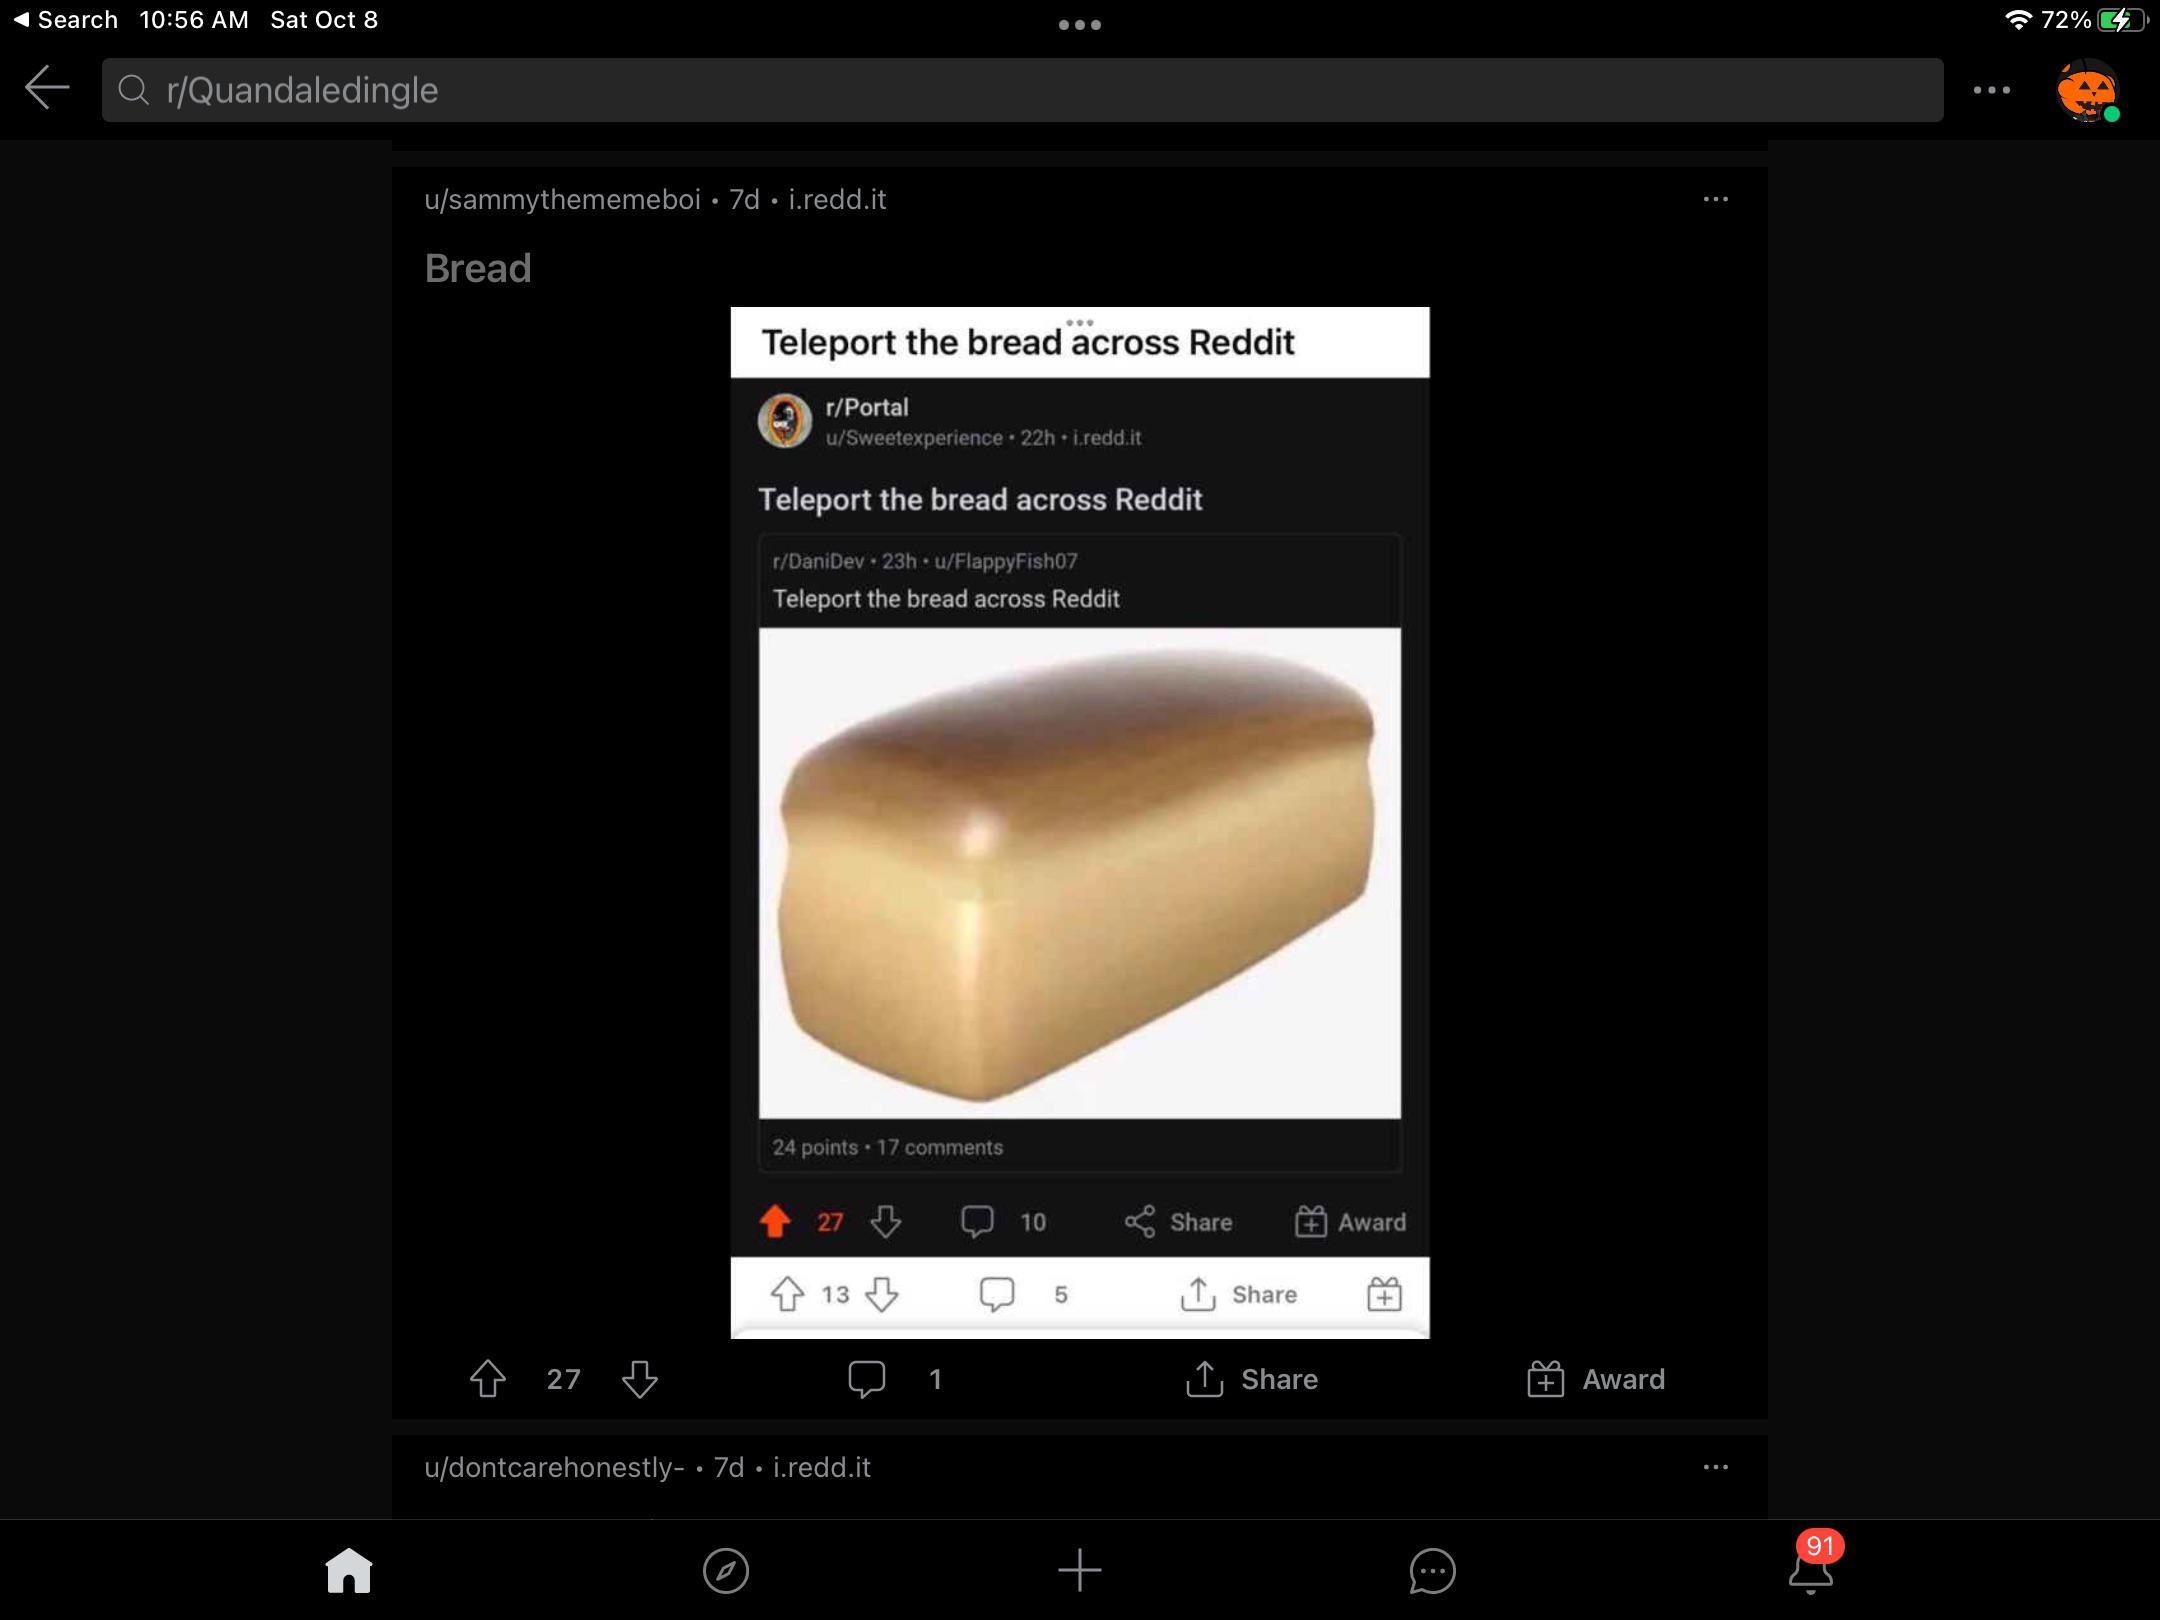 Search 10:56 AM Sat Oct 8
72%
r/Quandaledingle
u/sammythememeboi • 7d • i.redd.it
Bread
Teleport the bread across Reddit
r/Portal
u/Sweetexperience • 22h • i.redd.it
Teleport the bread across Reddit
r/DaniDev • 23h • u/FlappyFish07
Teleport the bread across Reddit
24 points • 17 comments
27 10 Share Award
13 5 Share
27 1 Share Award
u/dontcarehonestly- • 7d • i.redd.it
91